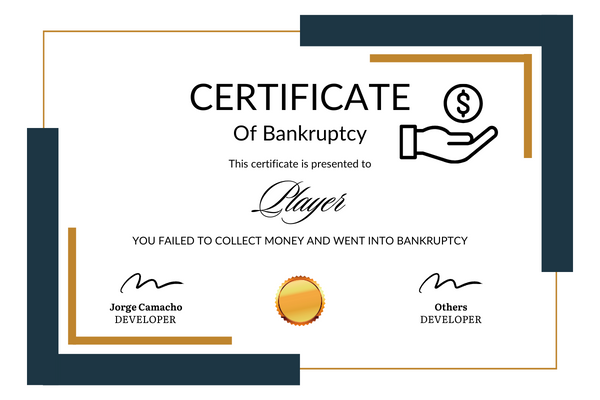 CERTIFICATE
$
Of Bankruptcy
This certificate is presented to
Player
YOU FAILED TO COLLECT MONEY AND WENT INTO BANKRUPTCY
Jorge Camacho
DEVELOPER
Others
DEVELOPER